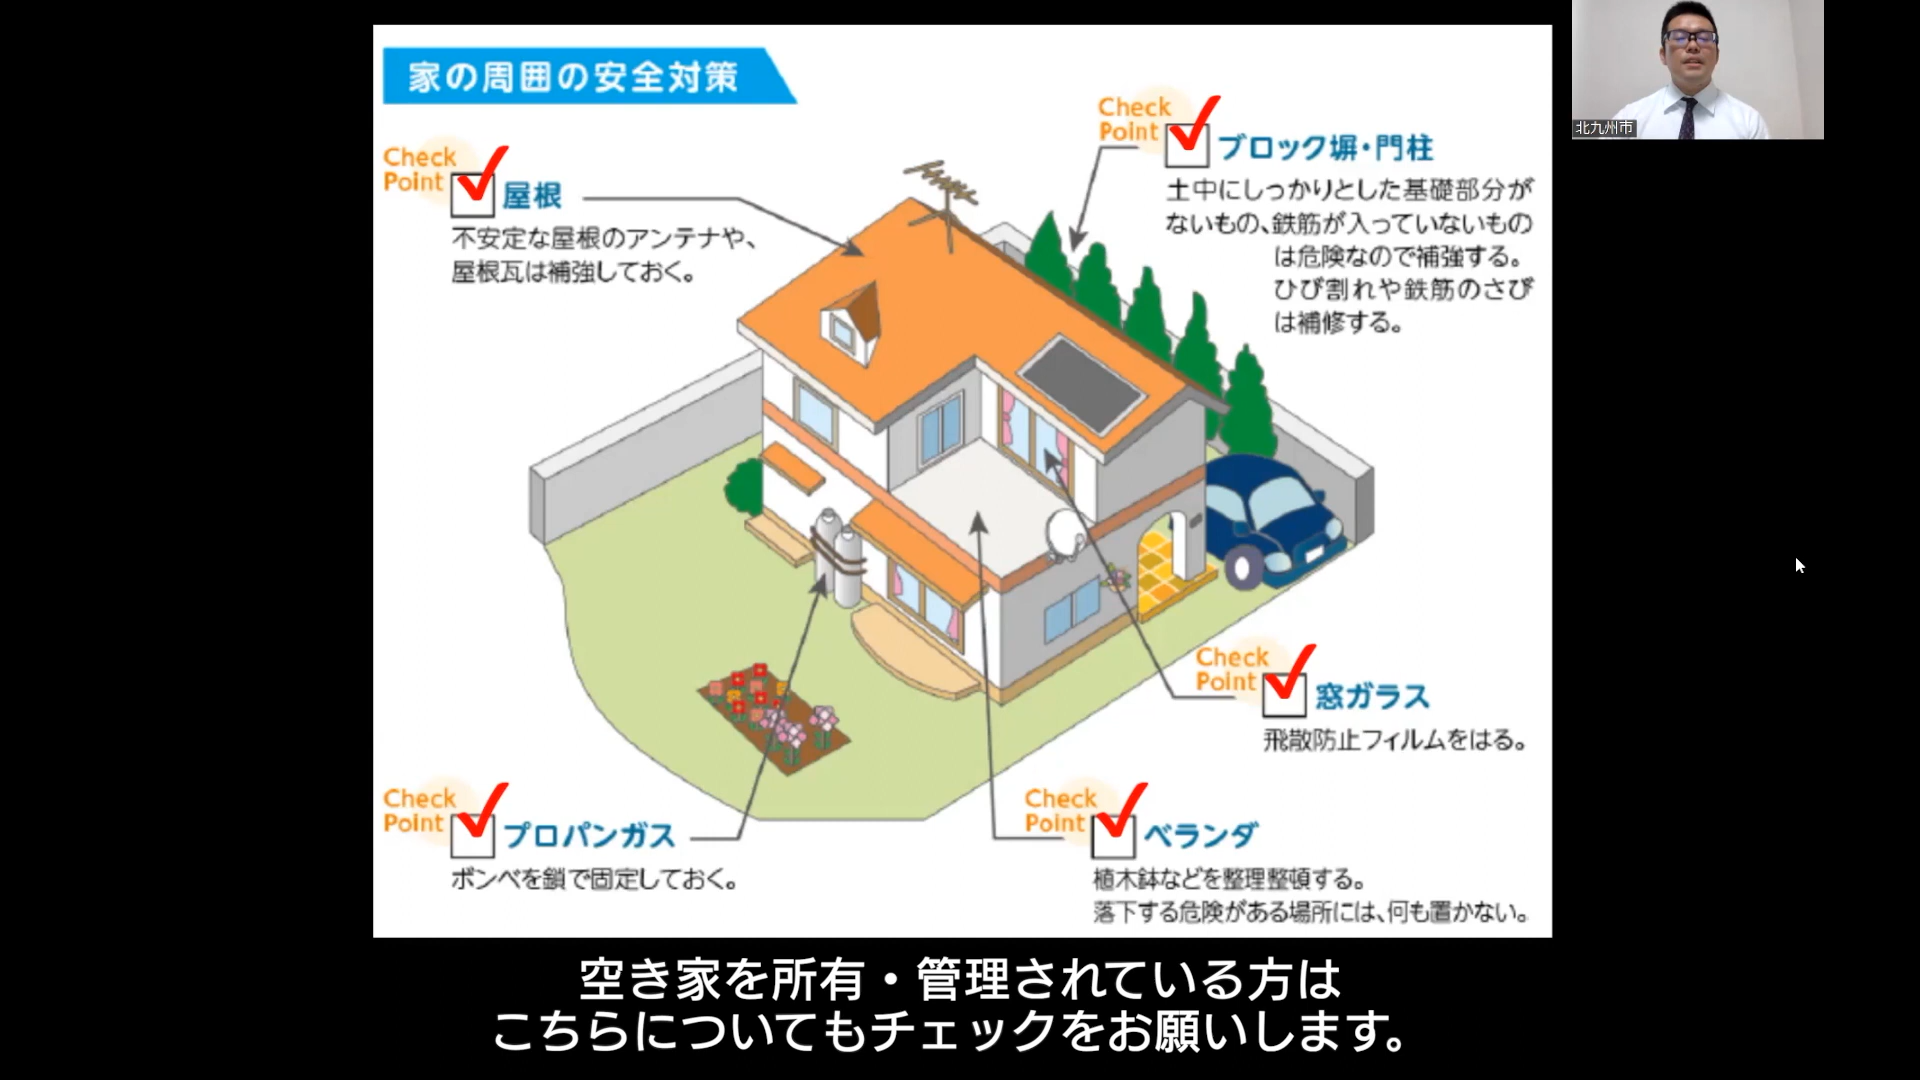 家の周囲の安全対策
Check
Point
屋根
不安定な屋根のアンテナや、
屋根瓦は補強しておく。
Check
Point
ブロック塀・門柱
土中にしっかりとした基礎部分が
ないもの、鉄筋が入っていないもの
は危険なので補強する。
ひび割れや鉄筋のさび
は補修する。
Check
Point
窓ガラス
飛散防止フィルムをはる。
Check
Point
プロパンガス
ボンベを鎖で固定しておく。
Check
Point
ベランダ
植木鉢などを整理整頓する。
落下する危険がある場所には、何も置かない。
北九州市
空き家を所有・管理されている方は
こちらについてもチェックをお願いします。